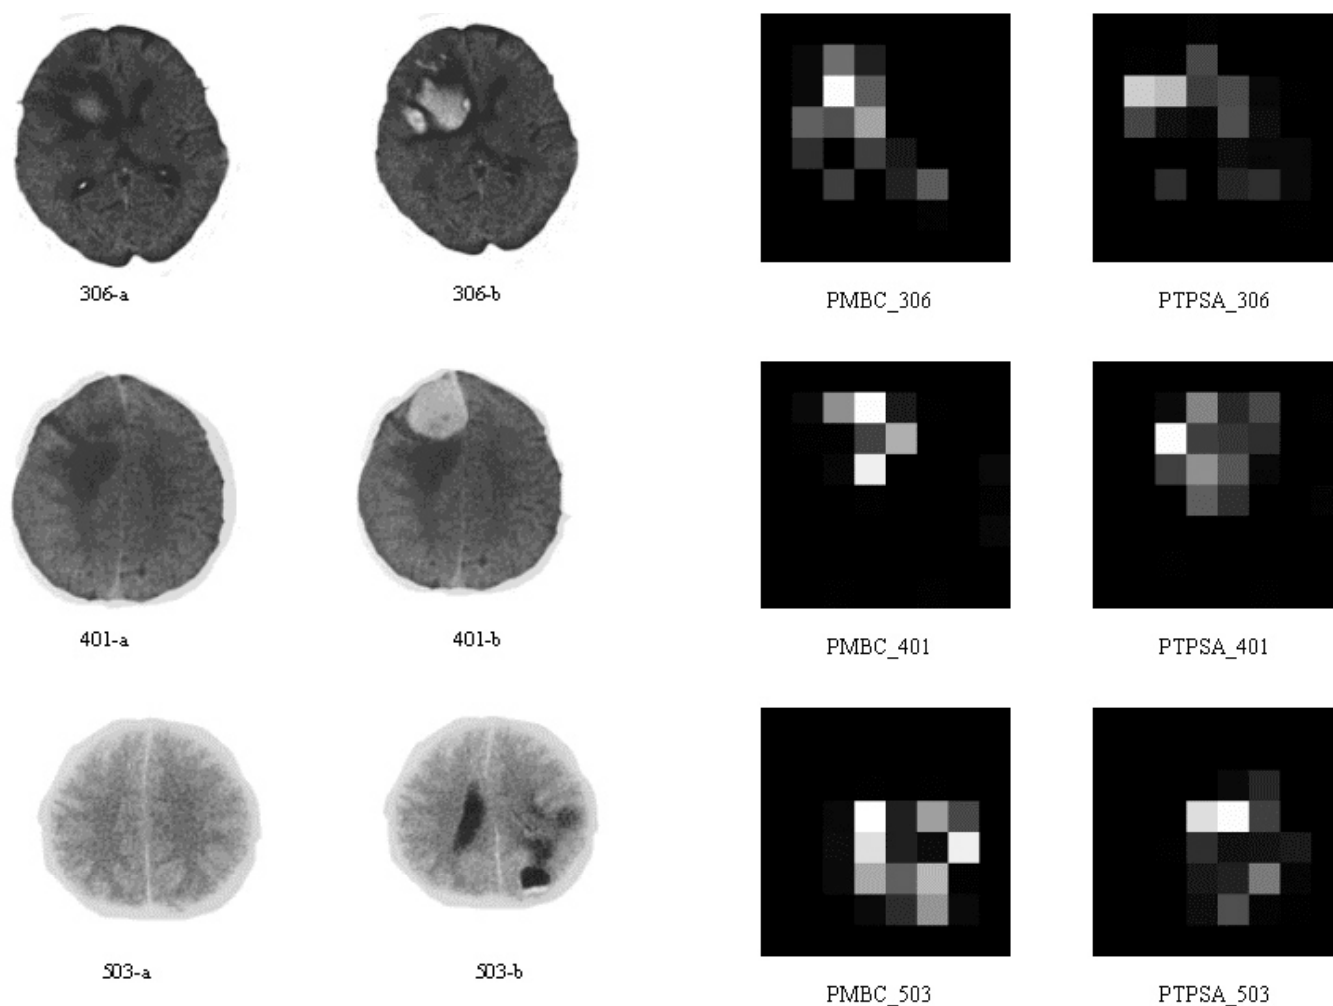 306-a
306-b
PMBC_306
PTPSA_306
401-a
401-b
PMBC_401
PTPSA_401
503-a
503-b
PMBC_503
PTPSA_503